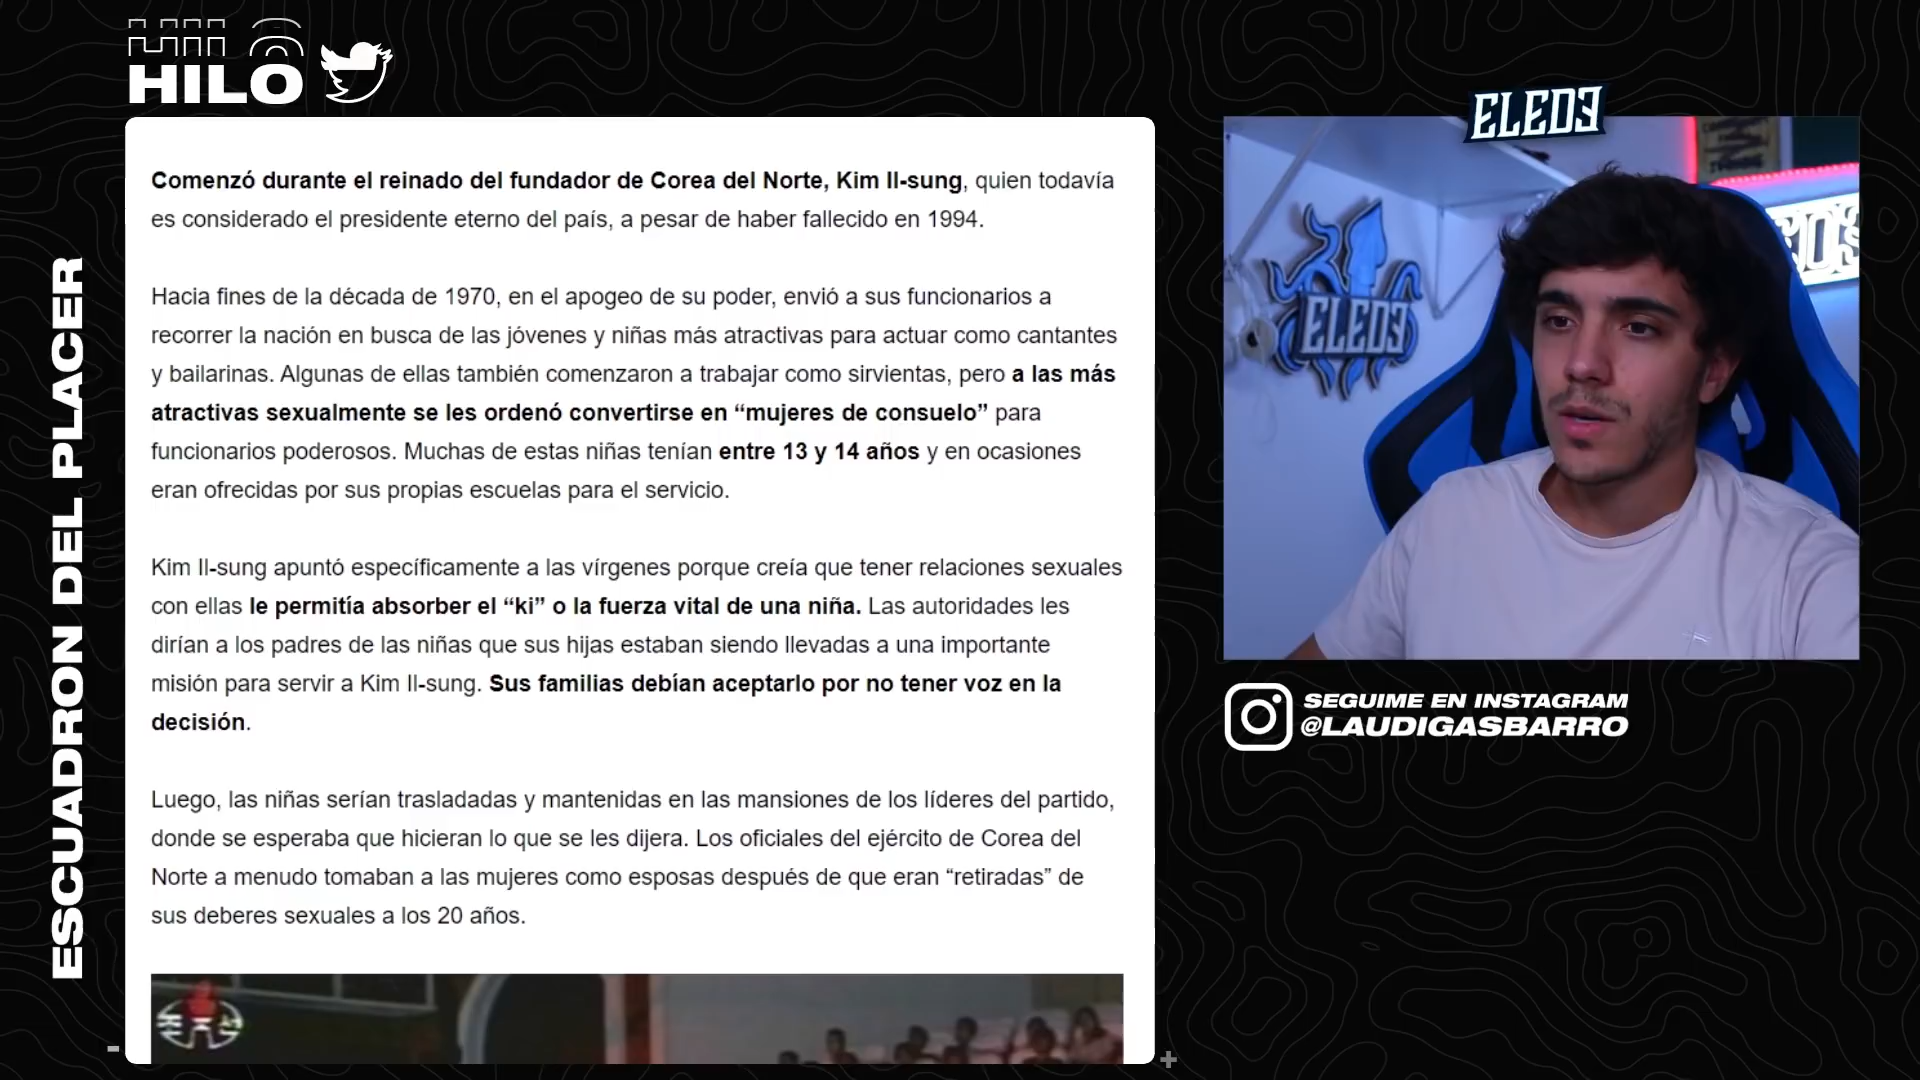 HILO
HILO
ELEDE
Comenzó durante el reinado del fundador de Corea del Norte, Kim Il-sung, quien todavía
es considerado el presidente eterno del país, a pesar de haber fallecido en 1994.
Hacia fines de la década de 1970, en el apogeo de su poder, envió a sus funcionarios a
recorrer la nación en busca de las jóvenes y niñas más atractivas para actuar como cantantes
y bailarinas. Algunas de ellas también comenzaron a trabajar como sirvientas, pero a las más
atractivas sexualmente se les ordenó convertirse en “mujeres de consuelo” para
funcionarios poderosos. Muchas de estas niñas tenían entre 13 y 14 años y en ocasiones
eran ofrecidas por sus propias escuelas para el servicio.
Kim Il-sung apuntó específicamente a las vírgenes porque creía que tener relaciones sexuales
con ellas le permitía absorber el “ki” o la fuerza vital de una niña. Las autoridades les
dirían a los padres de las niñas que sus hijas estaban siendo llevadas a una importante
misión para servir a Kim Il-sung. Sus familias debían aceptarlo por no tener voz en la
decisión.
Luego, las niñas serían trasladadas y mantenidas en las mansiones de los líderes del partido,
donde se esperaba que hicieran lo que se les dijera. Los oficiales del ejército de Corea del
Norte a menudo tomaban a las mujeres como esposas después de que eran “retiradas” de
sus deberes sexuales a los 20 años.
ESCUADRON DEL PLACER
ELEDE
SEGUIME EN INSTAGRAM
@LAUDIGASBARRO